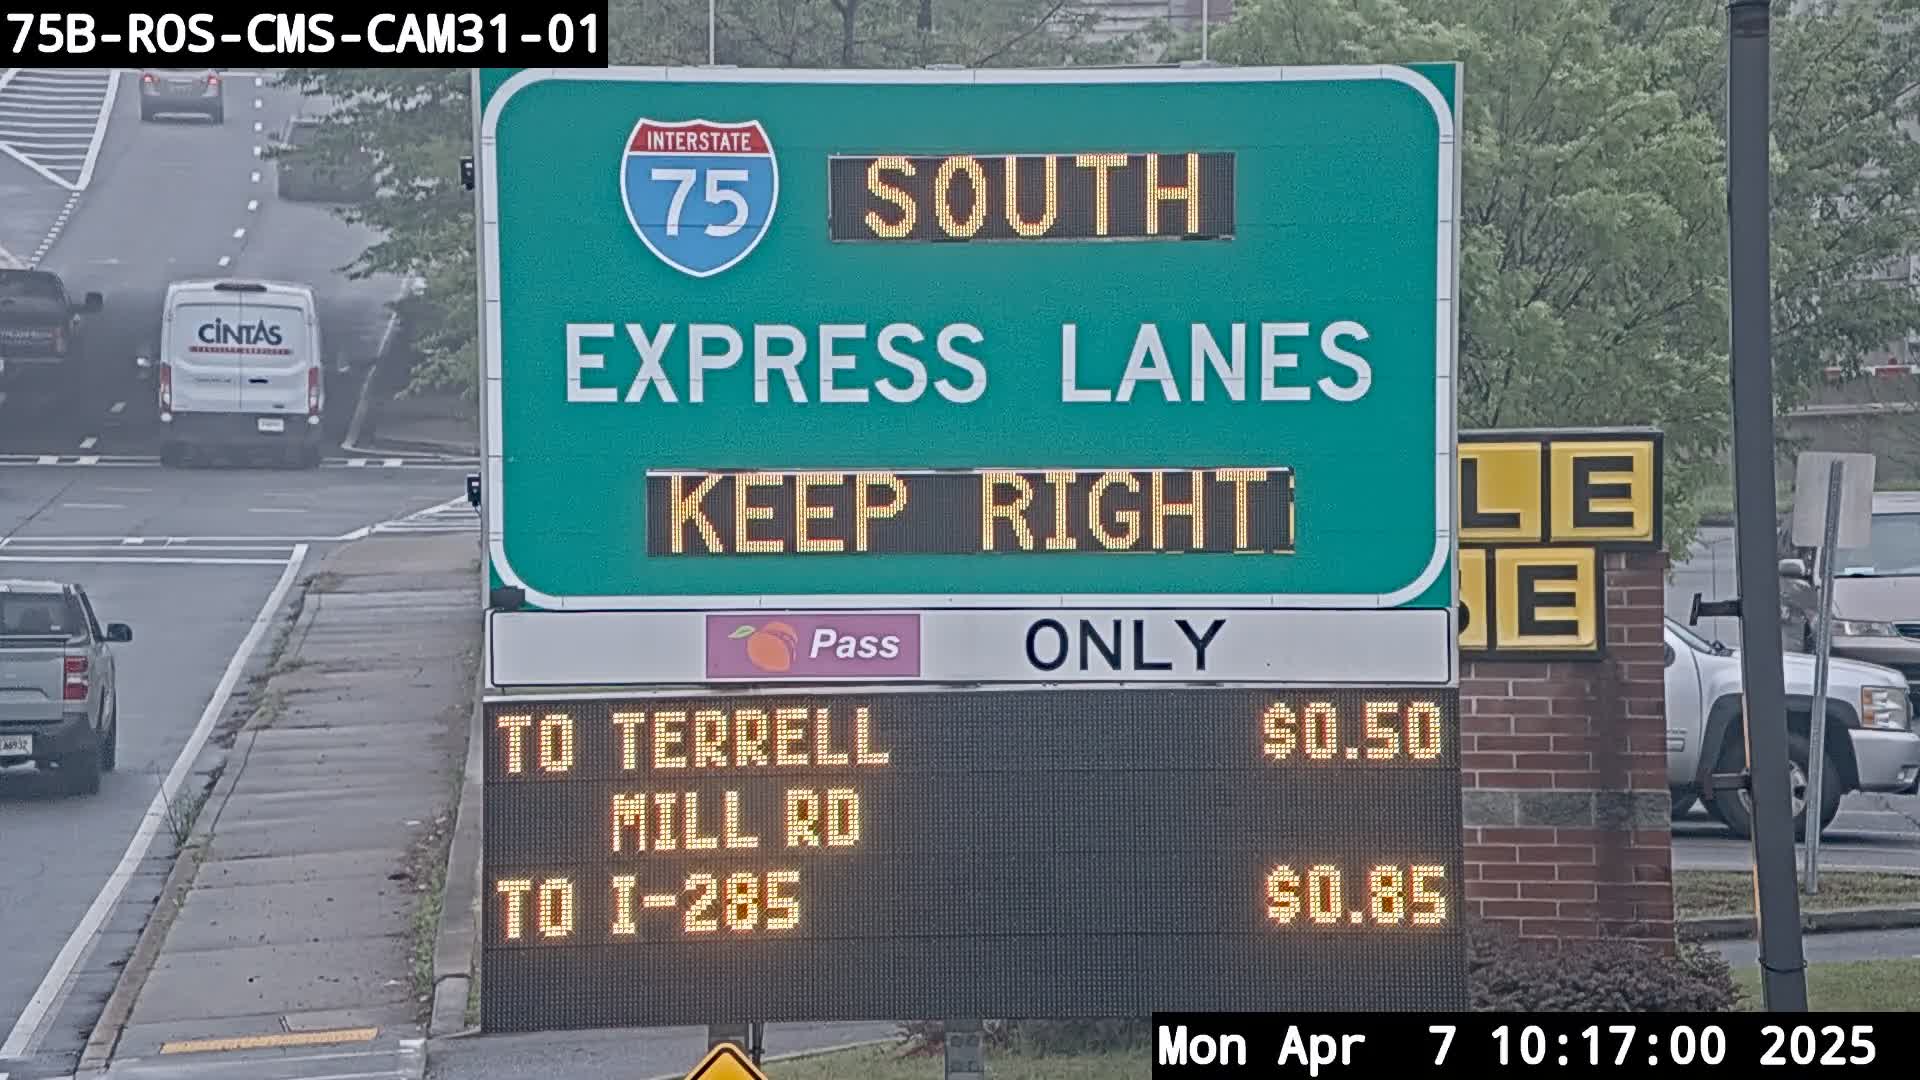 75B-ROS-CMS-CAM31-01
INTERSTATE
75
SOUTH
EXPRESS LANES
KEEP RIGHT
Pass ONLY
TO TERRELL $0.50
MILL RD
TO I-285 $0.85
CINTAS
LE
E
Mon Apr 7 10:17:00 2025